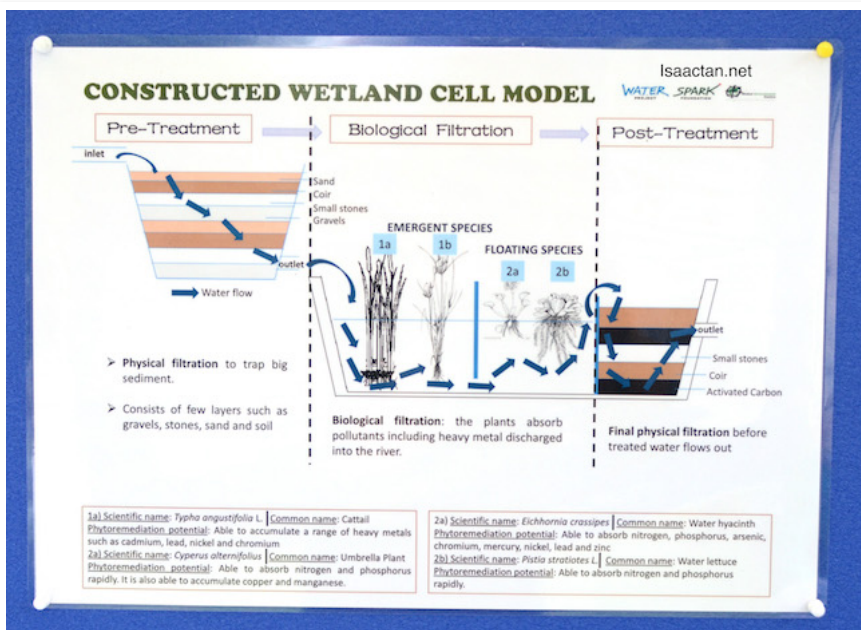 Isaactan.net
CONSTRUCTED WETLAND CELL MODEL
WATER
PROJECT
SPARK
FOUNDATION
Pre-Treatment
Biological Filtration
Post-Treatment
inlet
Sand
Coir
Small stones
Gravels
outlet
Water flow
EMERGENT SPECIES
1a
1b
FLOATING SPECIES
2a
2b
outlet
Small stones
Coir
Activated Carbon
Physical filtration to trap big
sediment.
Consists of few layers such as
gravels, stones, sand and soil
Biological filtration: the plants absorb
pollutants including heavy metal discharged
into the river.
Final physical filtration before
treated water flows out
1a) Scientific name: Typha angustifolia L. Common name: Cattail
Phytoremediation potential: Able to accumulate a range of heavy metals
such as cadmium, lead, nickel and chromium
2a) Scientific name: Cyperus alternifolius Common name: Umbrella Plant
Phytoremediation potential: Able to absorb nitrogen and phosphorus
rapidly. It is also able to accumulate copper and manganese.
2a) Scientific name: Eichhornia crassipes Common name: Water hyacinth
Phytoremediation potential: Able to absorb nitrogen, phosphorus, arsenic,
chromium, mercury, nickel, lead and zinc
2b) Scientific name: Pistia stratiotes L. Common name: Water lettuce
Phytoremediation potential: Able to absorb nitrogen and phosphorus
rapidly.